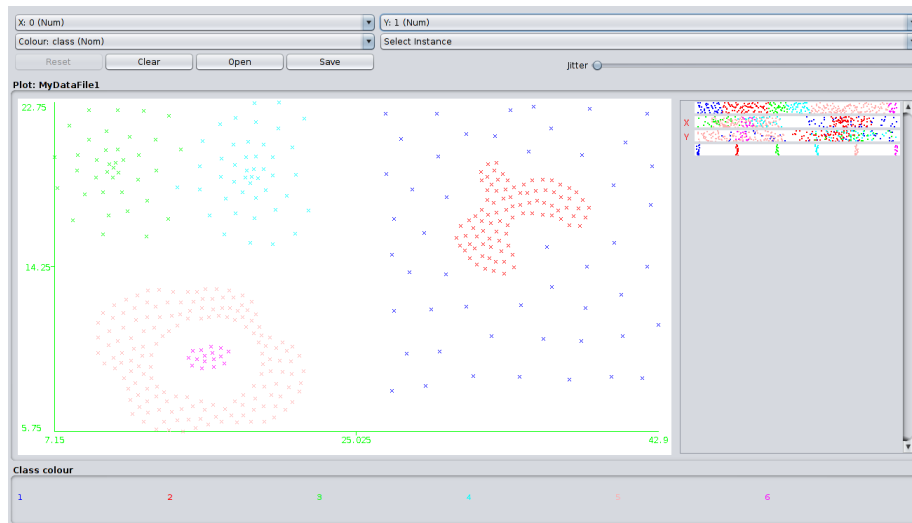 X: 0 (Num) Y: 1 (Num)
Colour: class (Nom) Select Instance
Reset Clear Open Save
Jitter
Plot: MyDataFile1
22.75
X
Y
14.25
5.75
7.15 25.025 42.9
Class colour
1 2 3 4 5 6